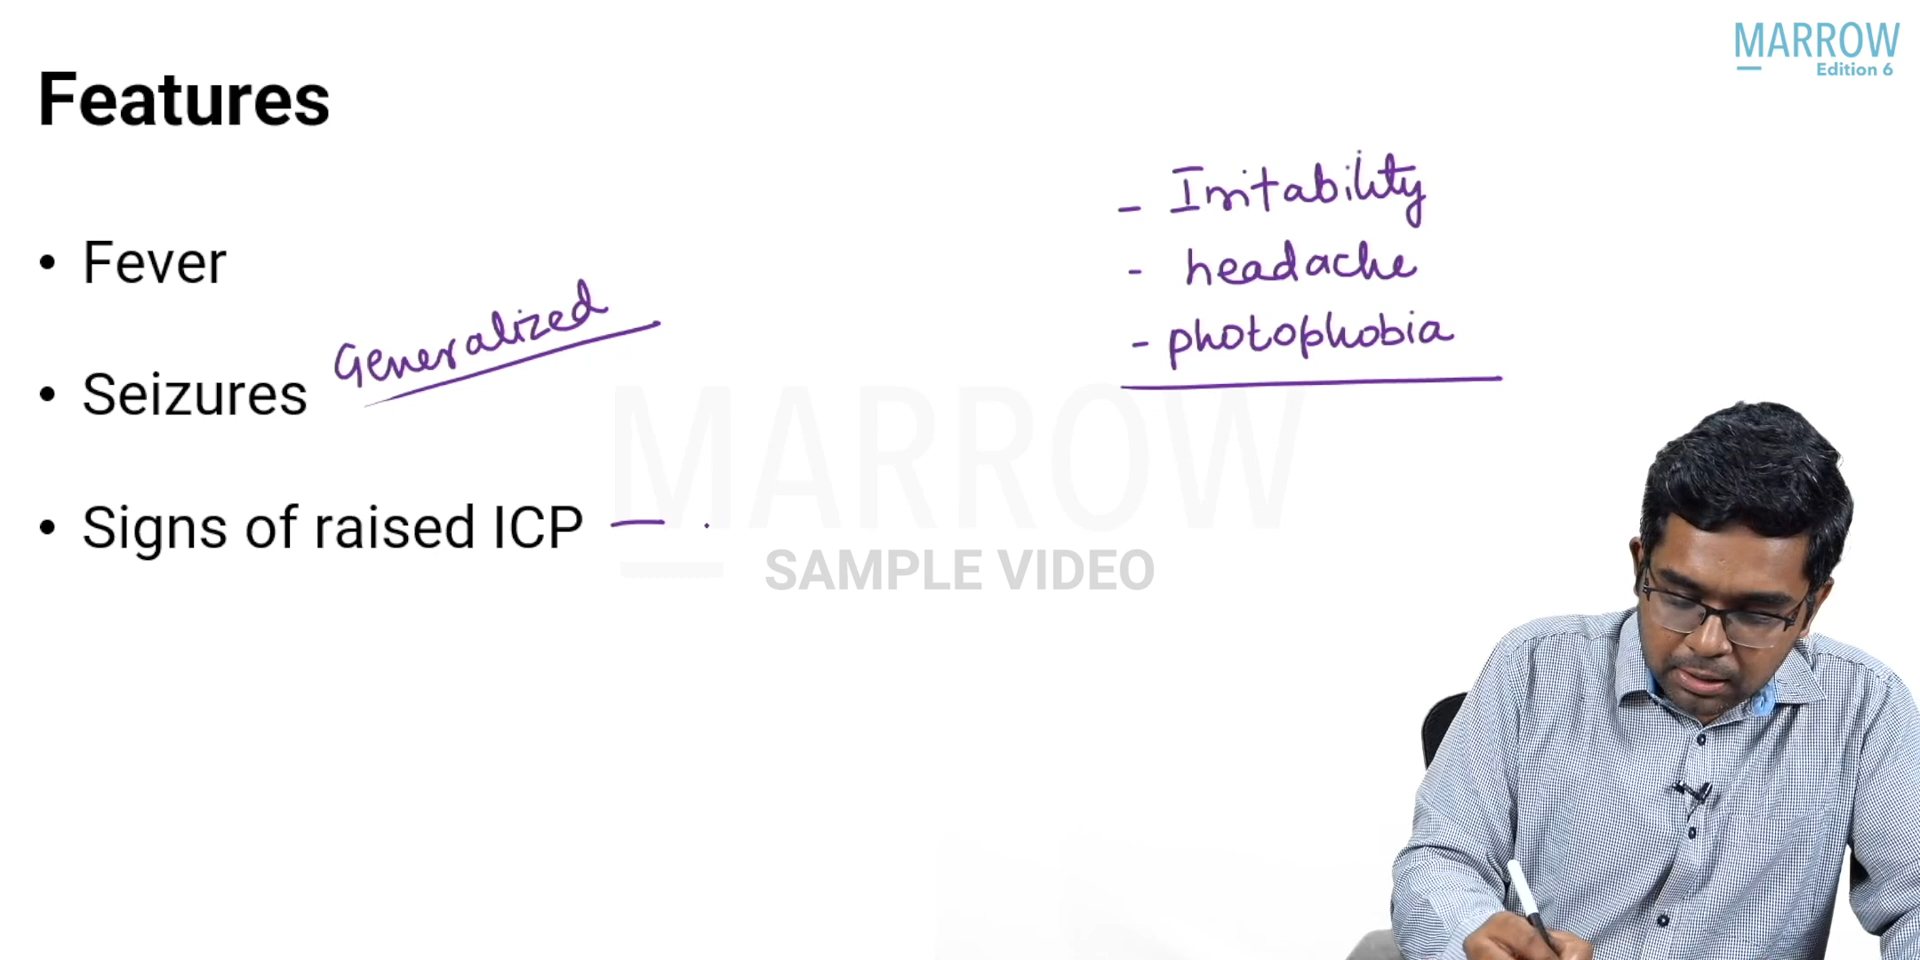 MARROW
Edition 6
Features
- Irritability
- headache
- photophobia
• Fever
Generalized
• Seizures
• Signs of raised ICP —
MARROW
SAMPLE VIDEO